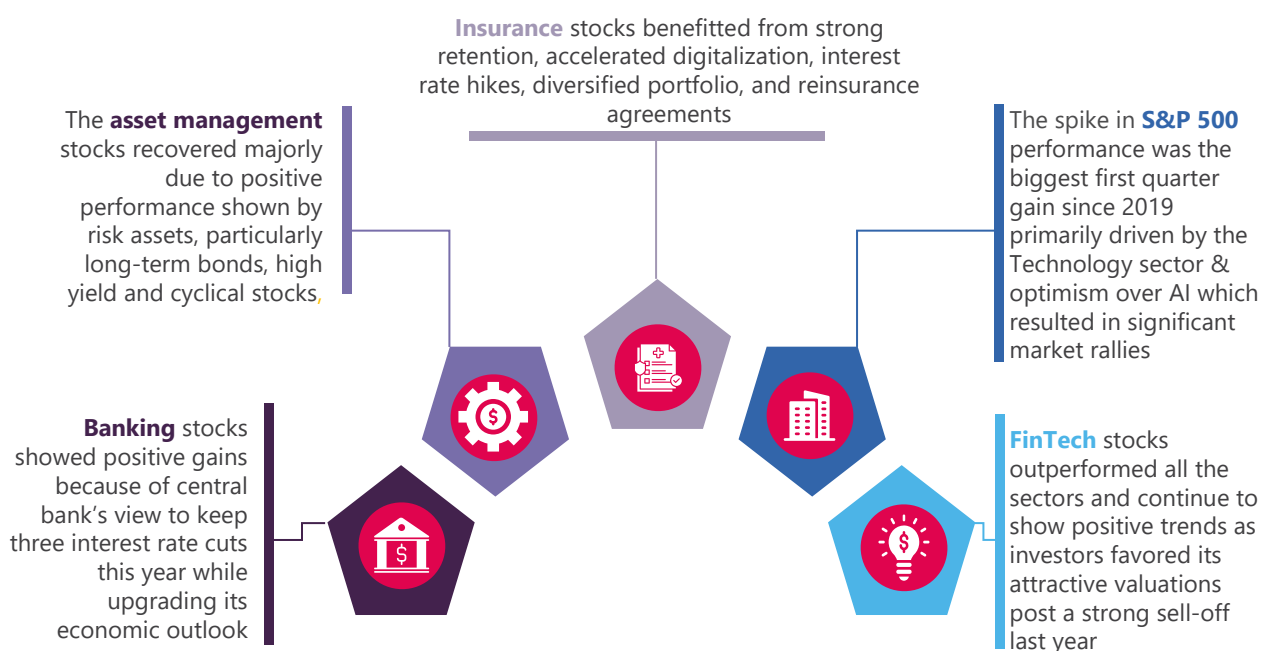 Insurance stocks benefitted from strong
retention, accelerated digitalization, interest
rate hikes, diversified portfolio, and reinsurance
agreements
The asset management
stocks recovered majorly
due to positive
performance shown by
risk assets, particularly
long-term bonds, high
yield and cyclical stocks,
The spike in S&P 500
performance was the
biggest first quarter
gain since 2019
primarily driven by the
Technology sector &
optimism over AI which
resulted in significant
market rallies
Banking stocks
showed positive gains
because of central
bank's view to keep
three interest rate cuts
this year while
upgrading its
economic outlook
FinTech stocks
outperformed all the
sectors and continue to
show positive trends as
investors favored its
attractive valuations
post a strong sell-off
last year
$
$
$